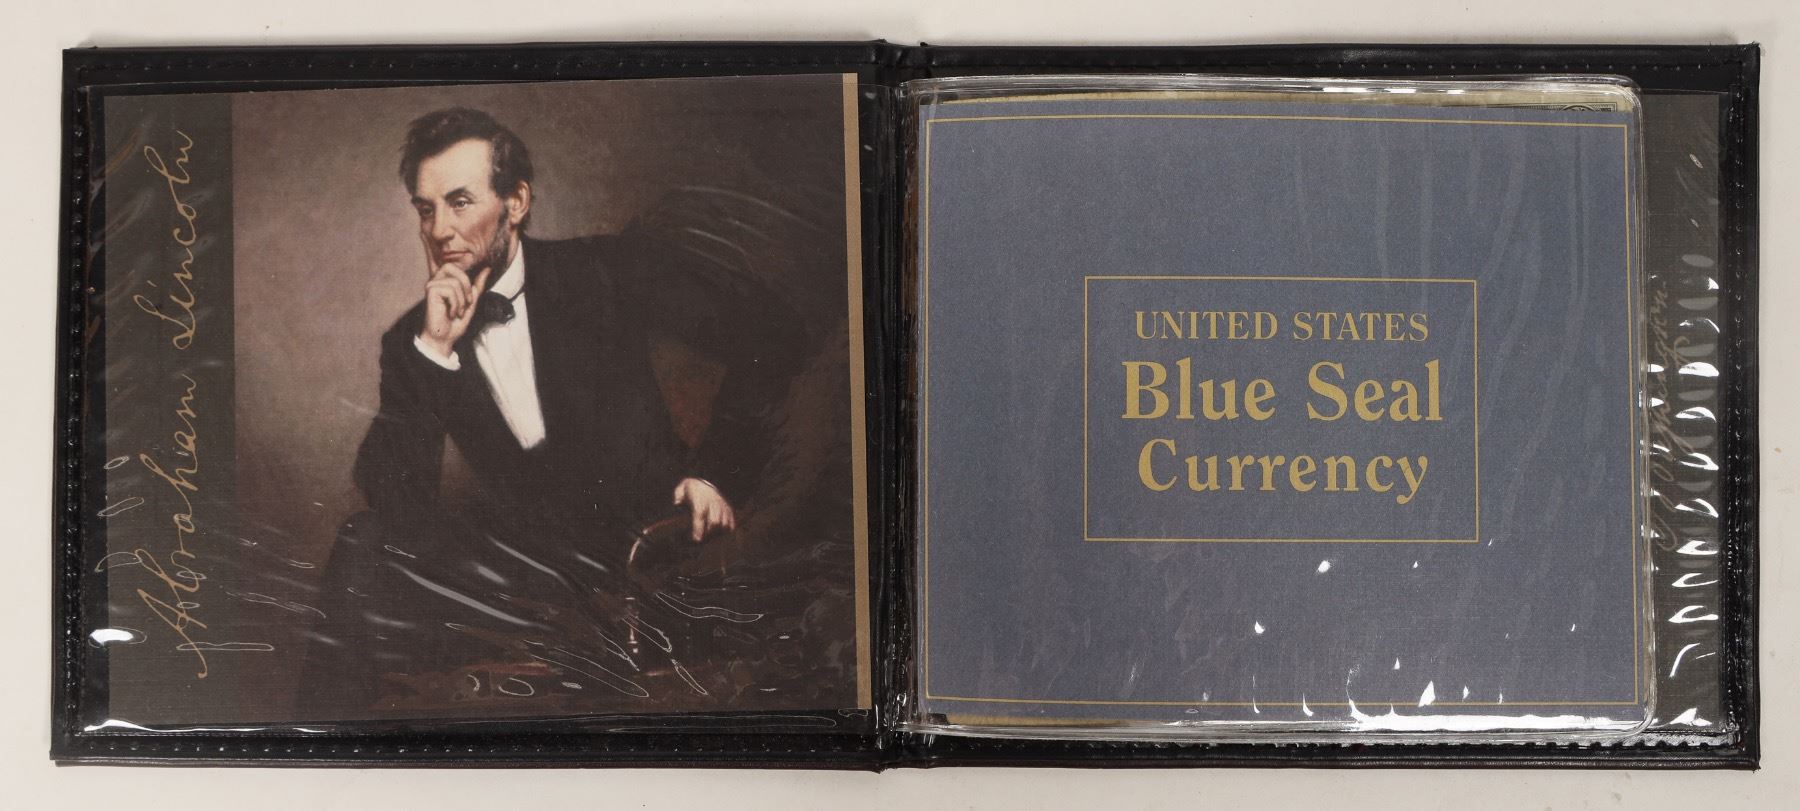 Abraham Lincoln
UNITED STATES
Blue Seal
Currency